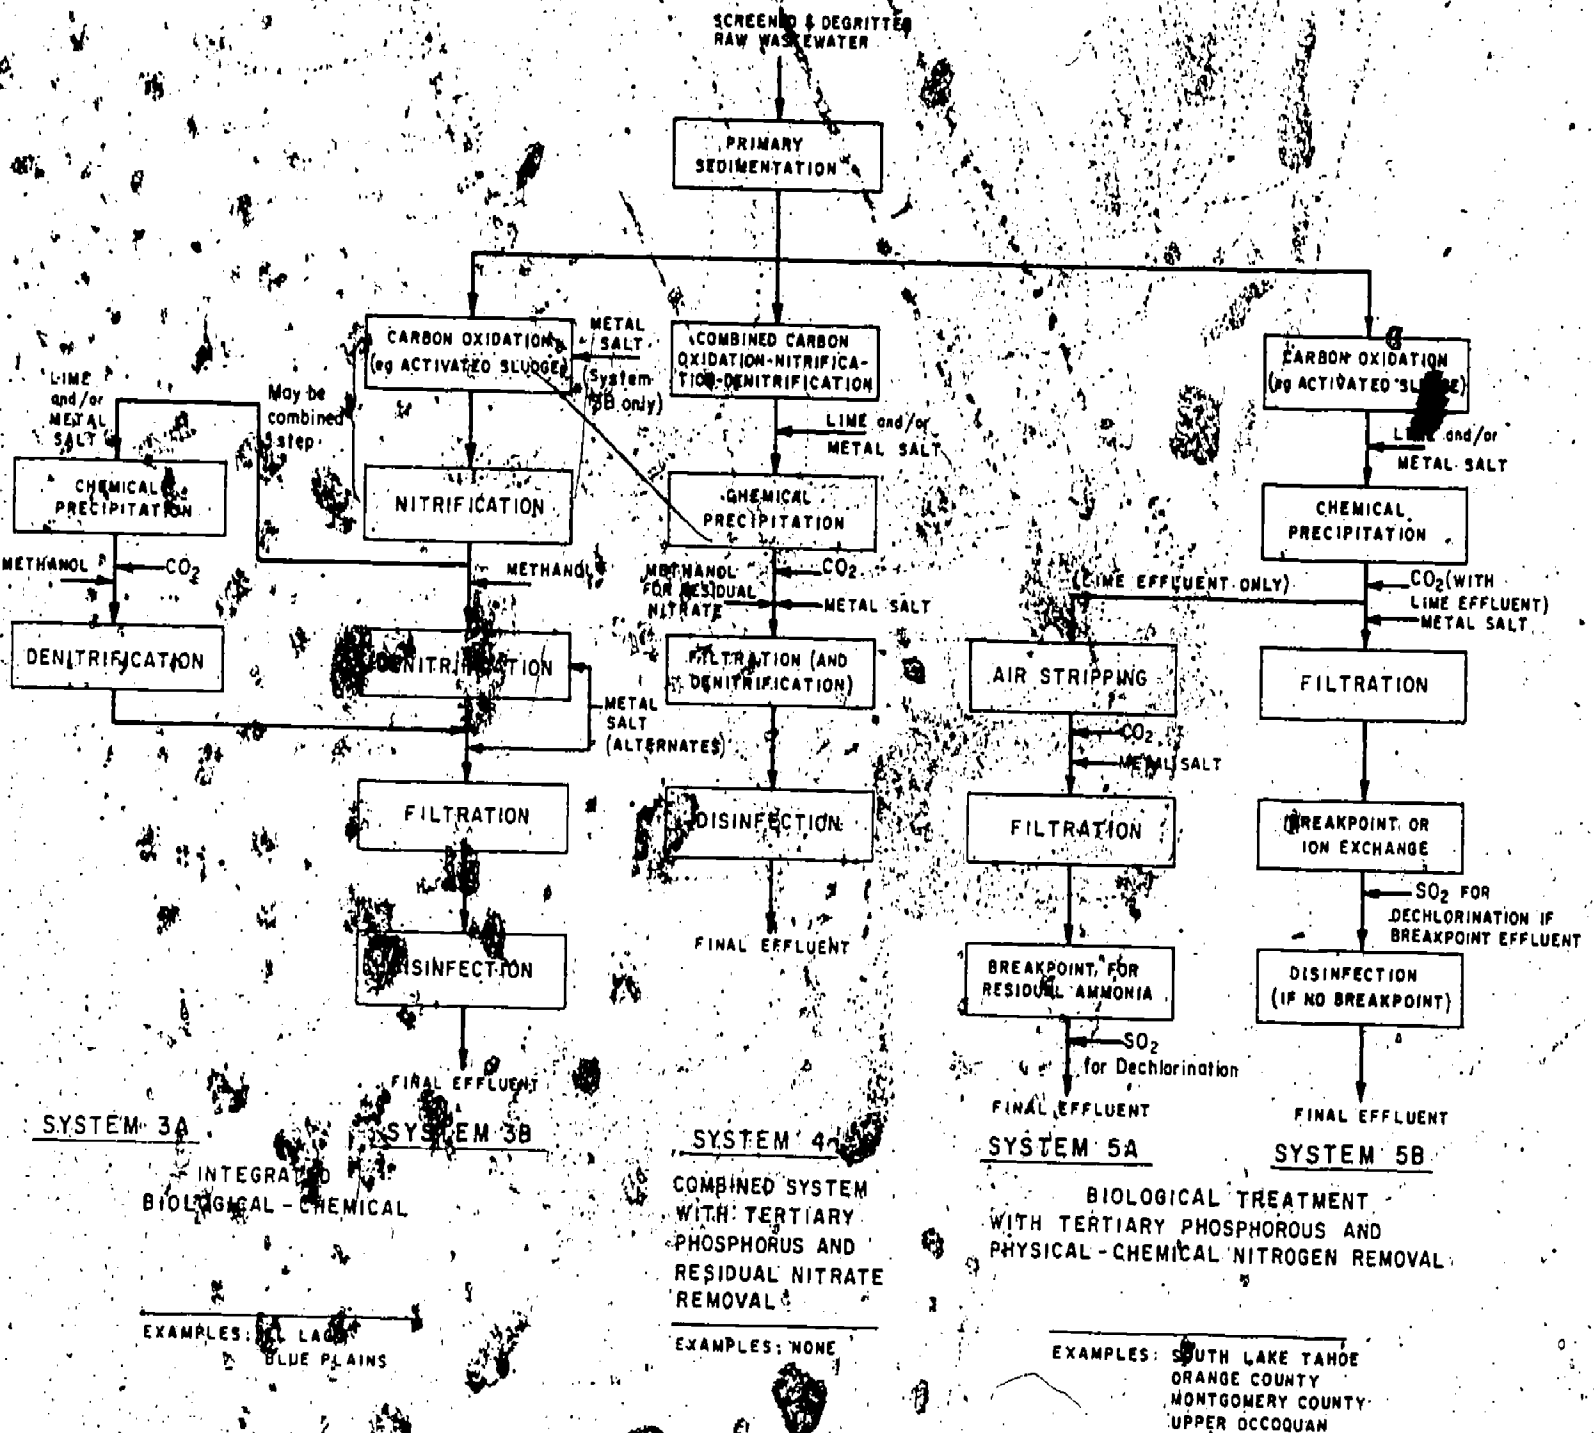 SCREENED & DEGRITTED
RAW WASTEWATER
PRIMARY
SEDIMENTATION
CARBON OXIDATION
(eg ACTIVATED SLUDGE)
METAL
SALT
(System
3B only)
May be
combined
step
LIME
and/or
METAL
SALT
CHEMICAL
PRECIPITATION
METHANOL
CO2
DENITRIFICATION
NITRIFICATION
METHANOL
DENITRIFICATION
METAL
SALT
(ALTERNATES)
FILTRATION
DISINFECTION
FINAL EFFLUENT
COMBINED CARBON
OXIDATION-NITRIFICA-
TION-DENITRIFICATION
LIME and/or
METAL SALT
CHEMICAL
PRECIPITATION
CO2
METHANOL
FOR RESIDUAL
NITRATE
METAL SALT
FILTRATION (AND
DENITRIFICATION)
DISINFECTION
FINAL EFFLUENT
CARBON OXIDATION
(eg ACTIVATED SLUDGE)
LIME and/or
METAL SALT
CHEMICAL
PRECIPITATION
(LIME EFFLUENT ONLY)
CO2 (WITH
LIME EFFLUENT)
METAL SALT
AIR STRIPPING
CO2
METAL SALT
FILTRATION
BREAKPOINT FOR
RESIDUAL AMMONIA
SO2
for Dechlorination
FINAL EFFLUENT
FILTRATION
BREAKPOINT OR
ION EXCHANGE
SO2 FOR
DECHLORINATION IF
BREAKPOINT EFFLUENT
DISINFECTION
(IF NO BREAKPOINT)
FINAL EFFLUENT
SYSTEM 3A
SYSTEM 3B
INTEGRATED
BIOLOGICAL-CHEMICAL
EXAMPLES:
BLUE PLAINS
SYSTEM 4
COMBINED SYSTEM
WITH TERTIARY
PHOSPHORUS AND
RESIDUAL NITRATE
REMOVAL
EXAMPLES: NONE
SYSTEM 5A
SYSTEM 5B
BIOLOGICAL TREATMENT
WITH TERTIARY PHOSPHOROUS AND
PHYSICAL-CHEMICAL NITROGEN REMOVAL
EXAMPLES: SOUTH LAKE TAHOE
ORANGE COUNTY
MONTGOMERY COUNTY
UPPER OCCOQUAN